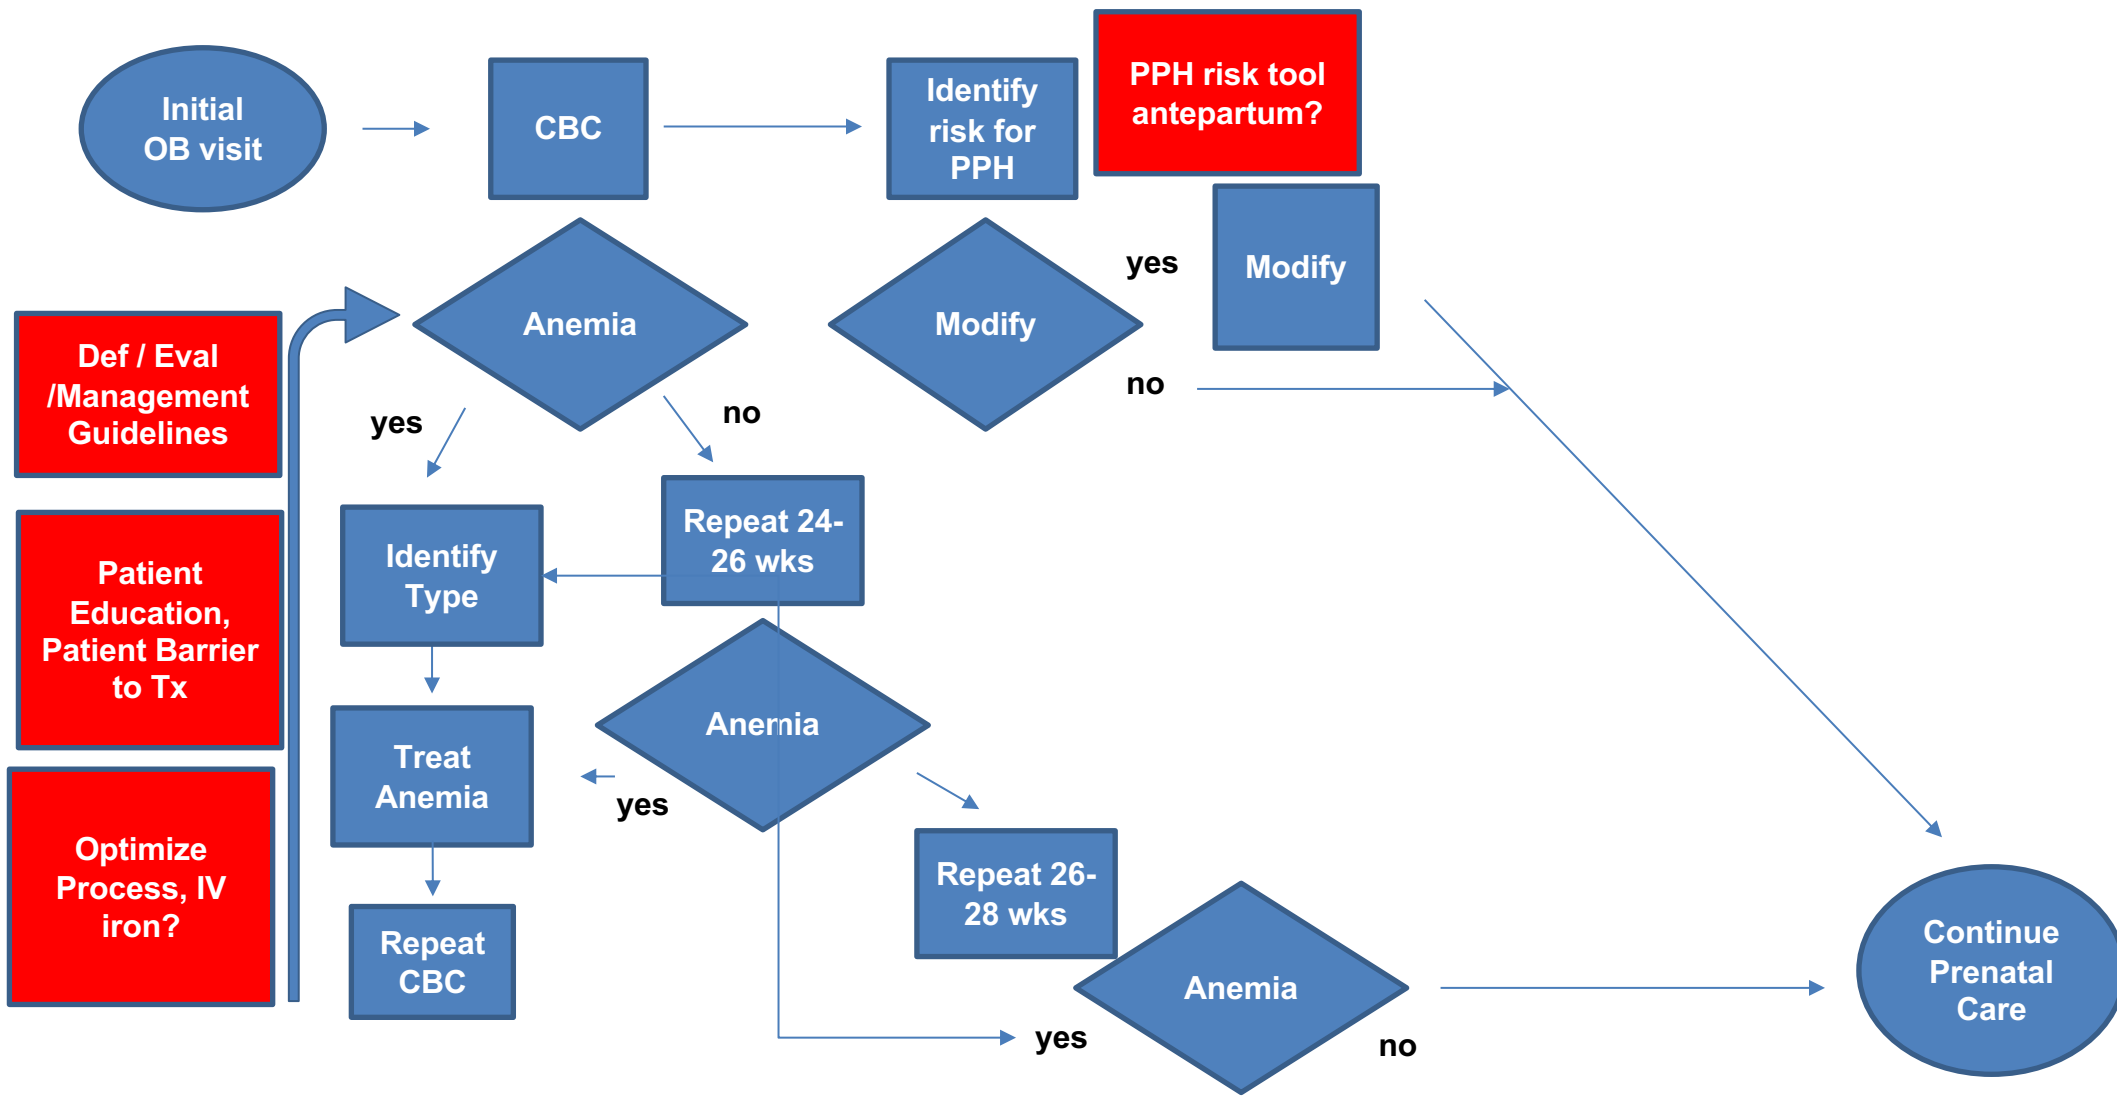 Initial
OB visit
CBC
Identify
risk for
PPH
PPH risk tool
antepartum?
Anemia
Modify
yes
Modify
no
Def / Eval
/Management
Guidelines
yes
no
Identify
Type
Repeat 24-
26 wks
Patient
Education,
Patient Barrier
to Tx
Treat
Anemia
Anemia
yes
Optimize
Process, IV
iron?
Repeat
CBC
Repeat 26-
28 wks
Anemia
yes
no
Continue
Prenatal
Care